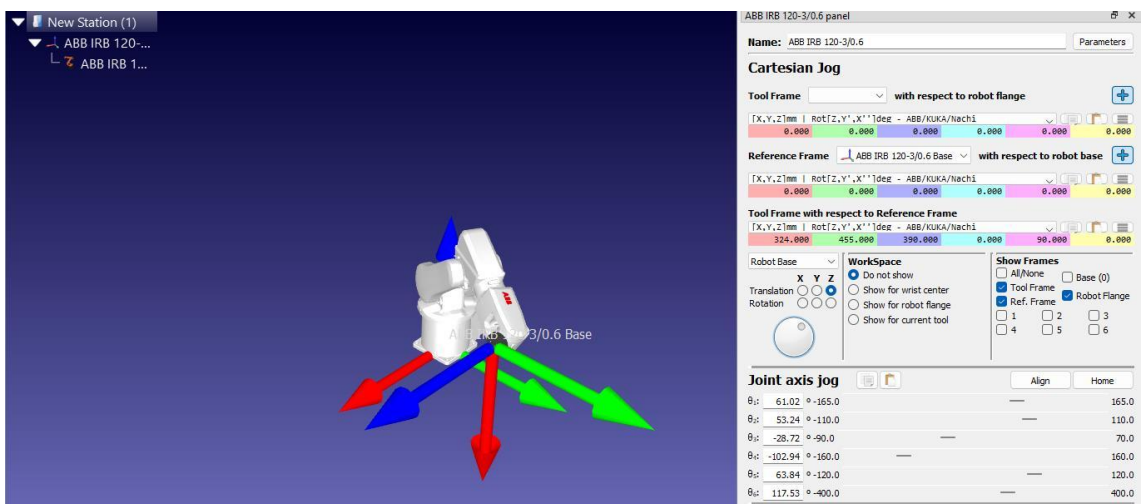 New Station (1)
ABB IRB 120-...
ABB IRB 1...
3/0.6 Base
ABB
ABB IRB 120-3/0.6 panel
Name: ABB IRB 120-3/0.6 Parameters
Cartesian Jog
Tool Frame with respect to robot flange
[X,Y,Z]mm | Rot[Z,Y',X'']deg - ABB/KUKA/Nachi
0.000 0.000 0.000 0.000 0.000 0.000
Reference Frame ABB IRB 120-3/0.6 Base with respect to robot base
[X,Y,Z]mm | Rot[Z,Y',X'']deg - ABB/KUKA/Nachi
0.000 0.000 0.000 0.000 0.000 0.000
Tool Frame with respect to Reference Frame
[X,Y,Z]mm | Rot[Z,Y',X'']deg - ABB/KUKA/Nachi
324.000 455.000 390.000 0.000 90.000 0.000
Robot Base
X Y Z
Translation
Rotation
WorkSpace
Do not show
Show for wrist center
Show for robot flange
Show for current tool
Show Frames
All/None Base (0)
Tool Frame Robot Flange
Ref. Frame
1 2 3
4 5 6
Joint axis jog Align Home
θ₁: 61.02 º -165.0 165.0
θ₂: 53.24 º -110.0 110.0
θ₃: -28.72 º -90.0 70.0
θ₄: -102.94 º -160.0 160.0
θ₅: 63.84 º -120.0 120.0
θ₆: 117.53 º -400.0 400.0